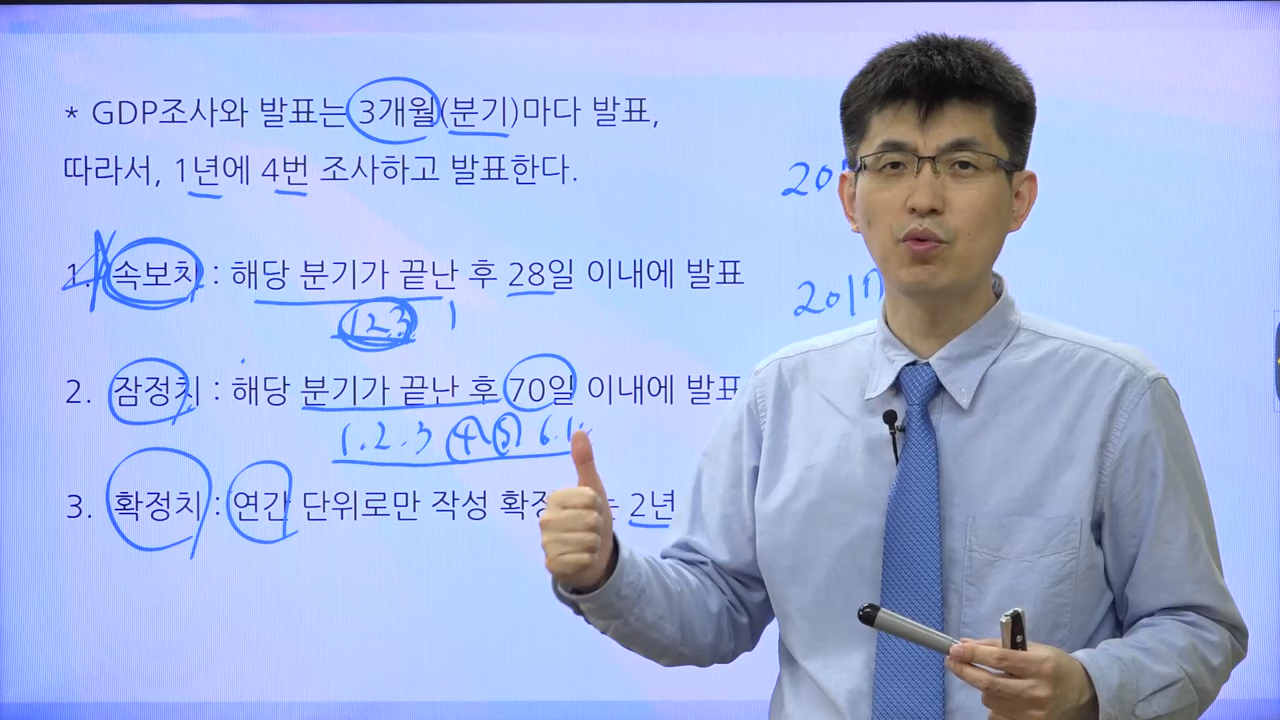 * GDP조사와 발표는 3개월(분기)마다 발표,
따라서, 1년에 4번 조사하고 발표한다.
20
1. 속보치 : 해당 분기가 끝난 후 28일 이내에 발표
1 2 3 1
2017
2. 잠정치 : 해당 분기가 끝난 후 70일 이내에 발표
1.2.3 4 5 6.1
3. 확정치 : 연간 단위로만 작성 2년